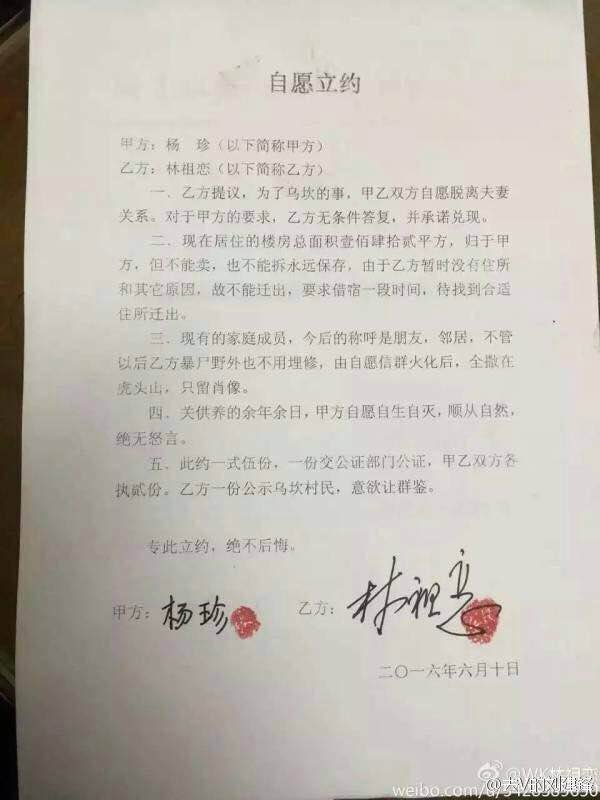 自愿立约
甲方：杨　珍（以下简称甲方）
乙方：林祖恋（以下简称乙方）
一、乙方提议，为了乌坎的事，甲乙双方自愿脱离夫妻
关系。对于甲方的要求，乙方无条件答复，并承诺兑现。
二、现在居住的楼房总面积壹佰肆拾贰平方，归于甲
方，但不能卖，也不能拆永远保存，由于乙方暂时没有住所
和其它原因，故不能迁出，要求借宿一段时间，待找到合适
住所迁出。
三、现有的家庭成员，今后的称呼是朋友，邻居，不管
以后乙方暴尸野外也不用埋修，由自愿信群火化后，全撒在
虎头山，只留肖像。
四、关供养的余年余日，甲方自愿自生自灭，顺从自然，
绝无怒言。
五、此约一式伍份，一份交公证部门公证，甲乙双方各
执贰份。乙方一份公示乌坎村民，意欲让群鉴。
专此立约，绝不后悔。
甲方：杨珍　乙方：林祖恋
二〇一六年六月十日
@WK林祖恋